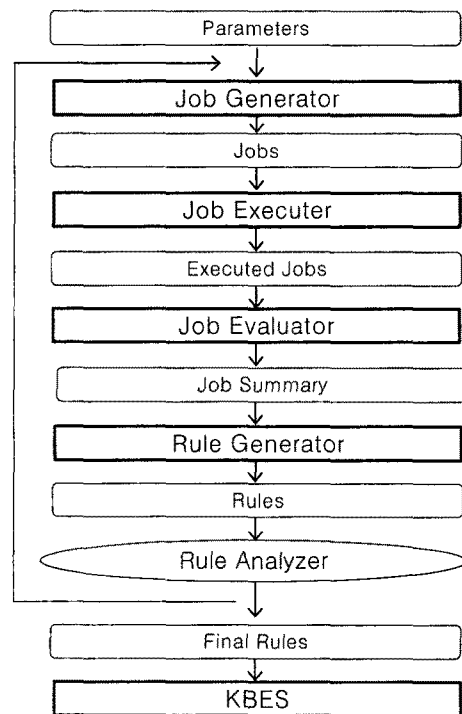 Parameters
Job Generator
Jobs
Job Executer
Executed Jobs
Job Evaluator
Job Summary
Rule Generator
Rules
Rule Analyzer
Final Rules
KBES